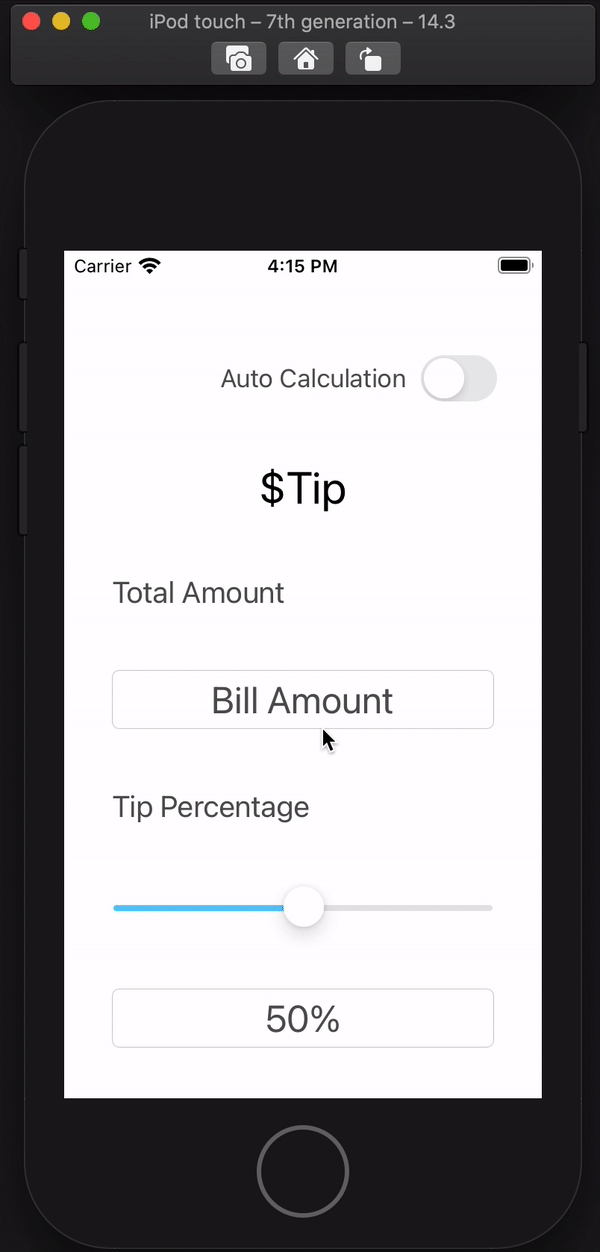 iPod touch – 7th generation – 14.3
Carrier 4:15 PM
Auto Calculation
$Tip
Total Amount
Bill Amount
Tip Percentage
50%